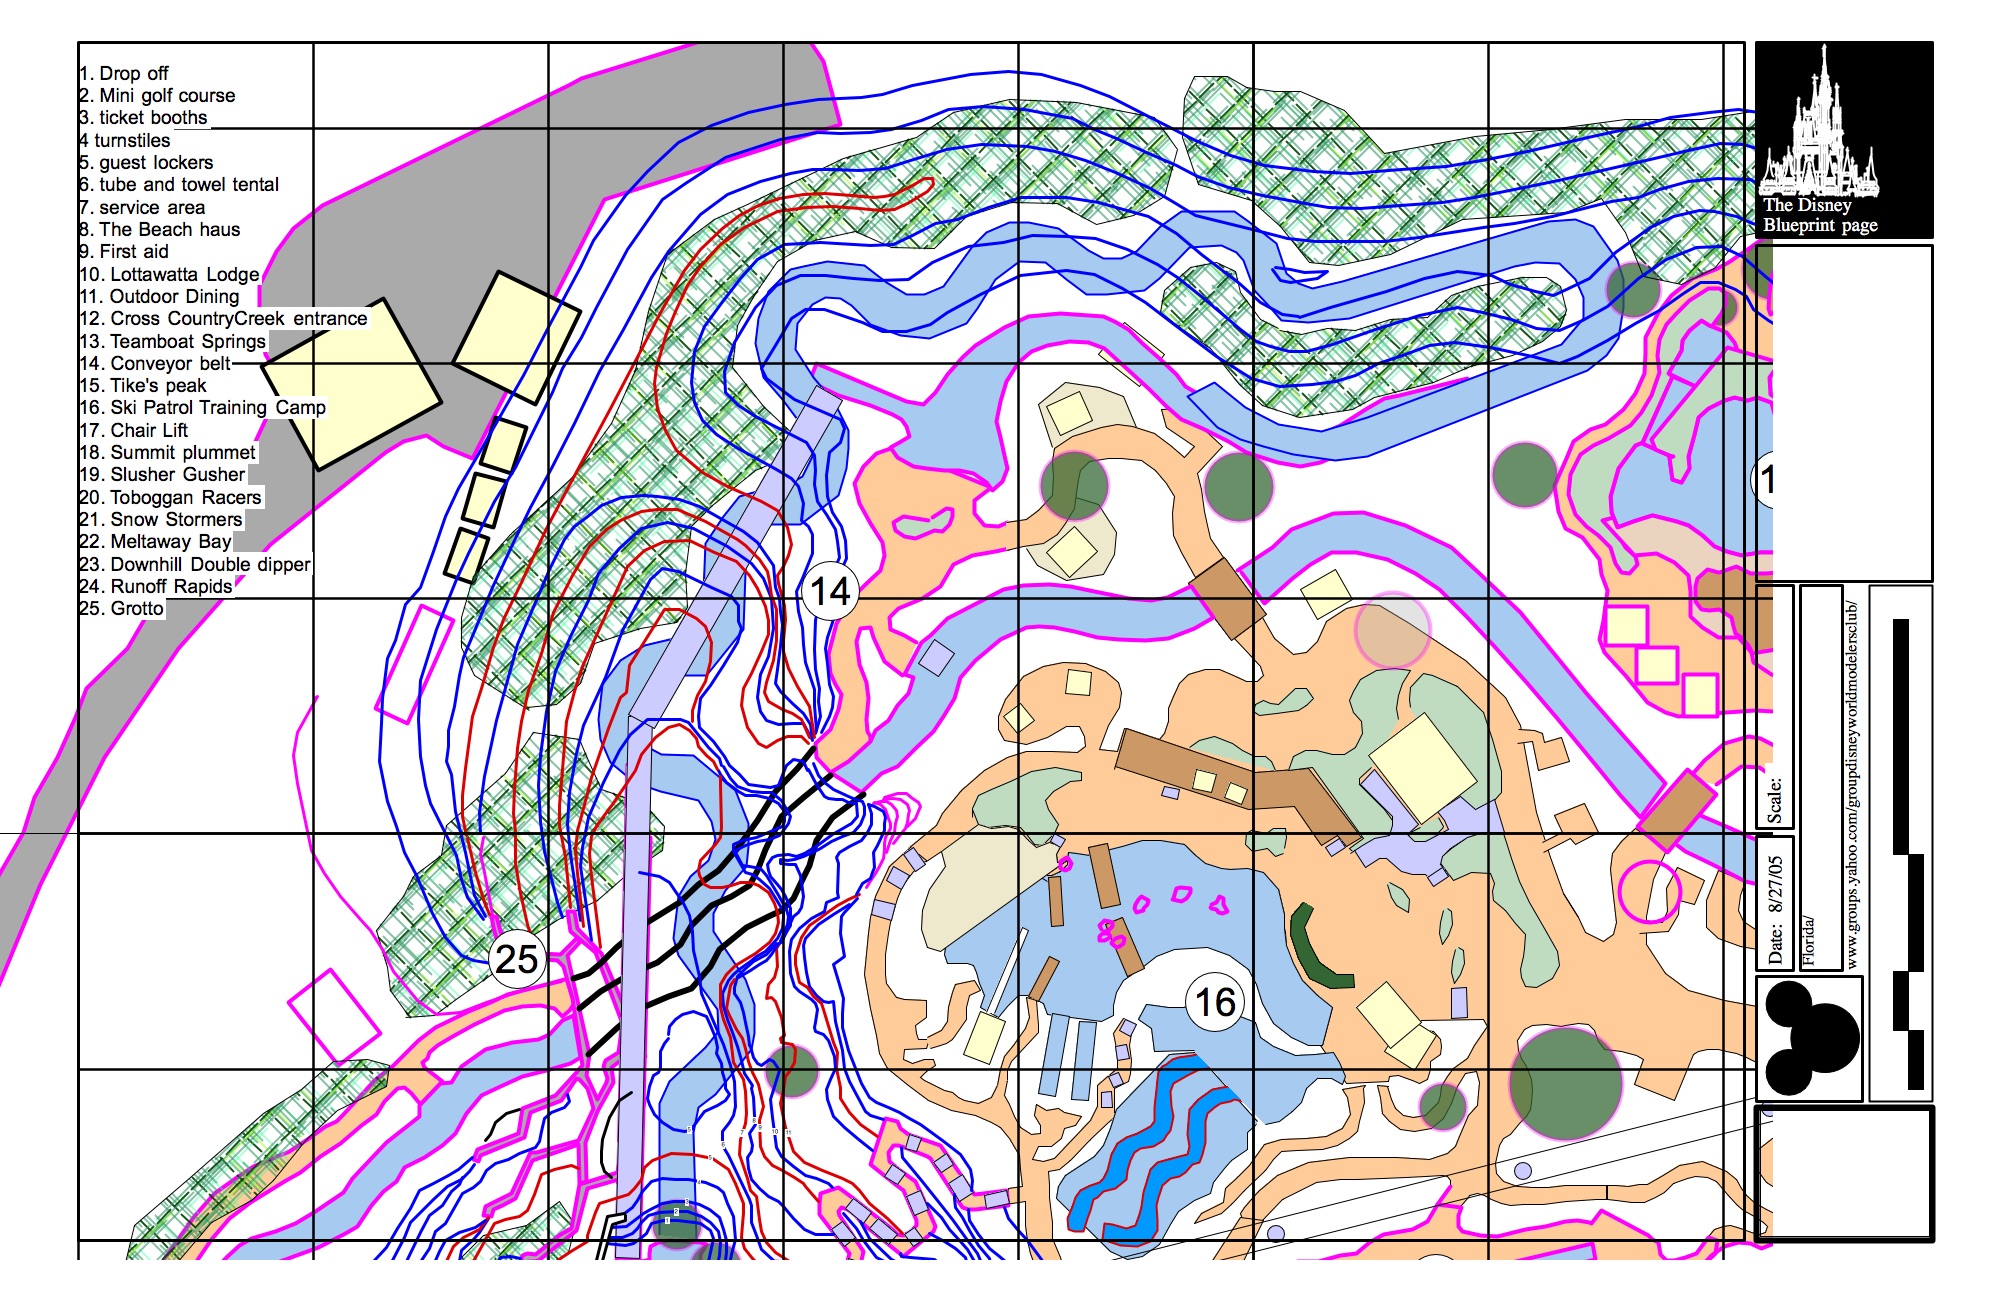 1. Drop off
2. Mini golf course
3. ticket booths
4 turnstiles
5. guest lockers
6. tube and towel tental
7. service area
8. The Beach haus
9. First aid
10. Lottawatta Lodge
11. Outdoor Dining
12. Cross CountryCreek entrance
13. Teamboat Springs
14. Conveyor belt
15. Tike's peak
16. Ski Patrol Training Camp
17. Chair Lift
18. Summit plummet
19. Slusher Gusher
20. Toboggan Racers
21. Snow Stormers
22. Meltaway Bay
23. Downhill Double dipper
24. Runoff Rapids
25. Grotto
14
25
16
1
The Disney
Blueprint page
Scale:
Date: 8/27/05
Florida/
www.groups.yahoo.com/groupdisneyworldmodelersclub/